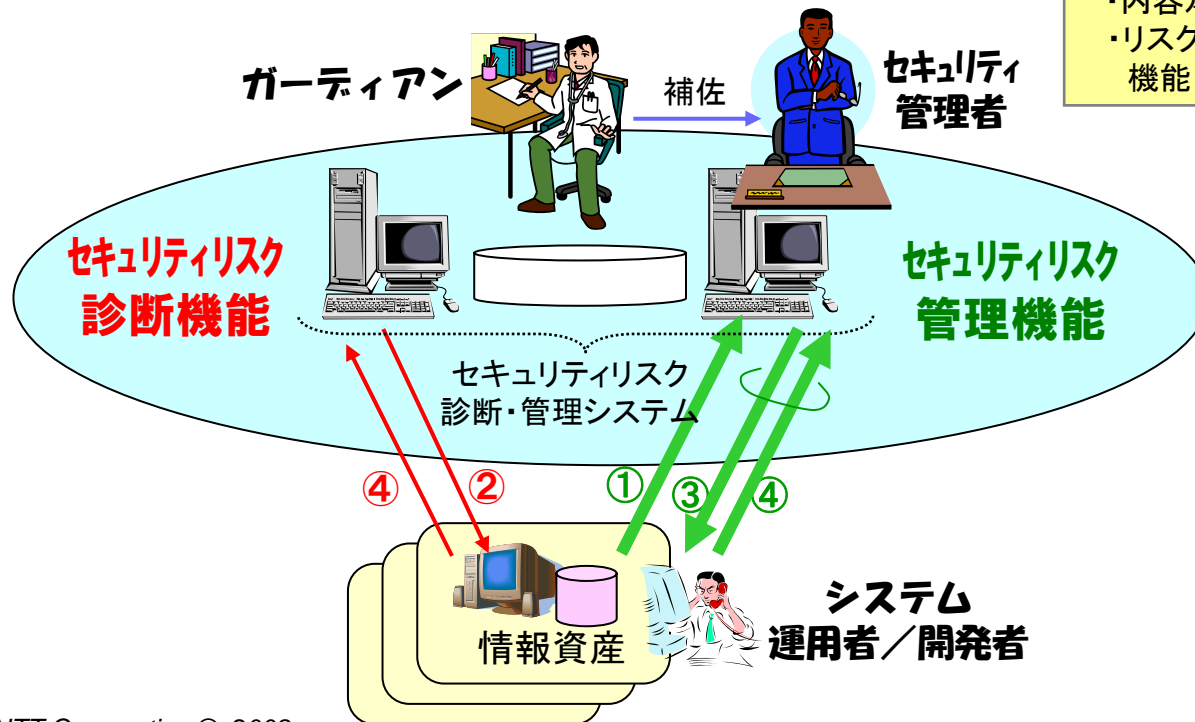 ・リスク
機能
ガーディアン
補佐
セキュリティ
管理者
セキュリティリスク
診断機能
セキュリティリスク
管理機能
セキュリティリスク
診断・管理システム
④
②
①
③
④
情報資産
システム
運用者／開発者